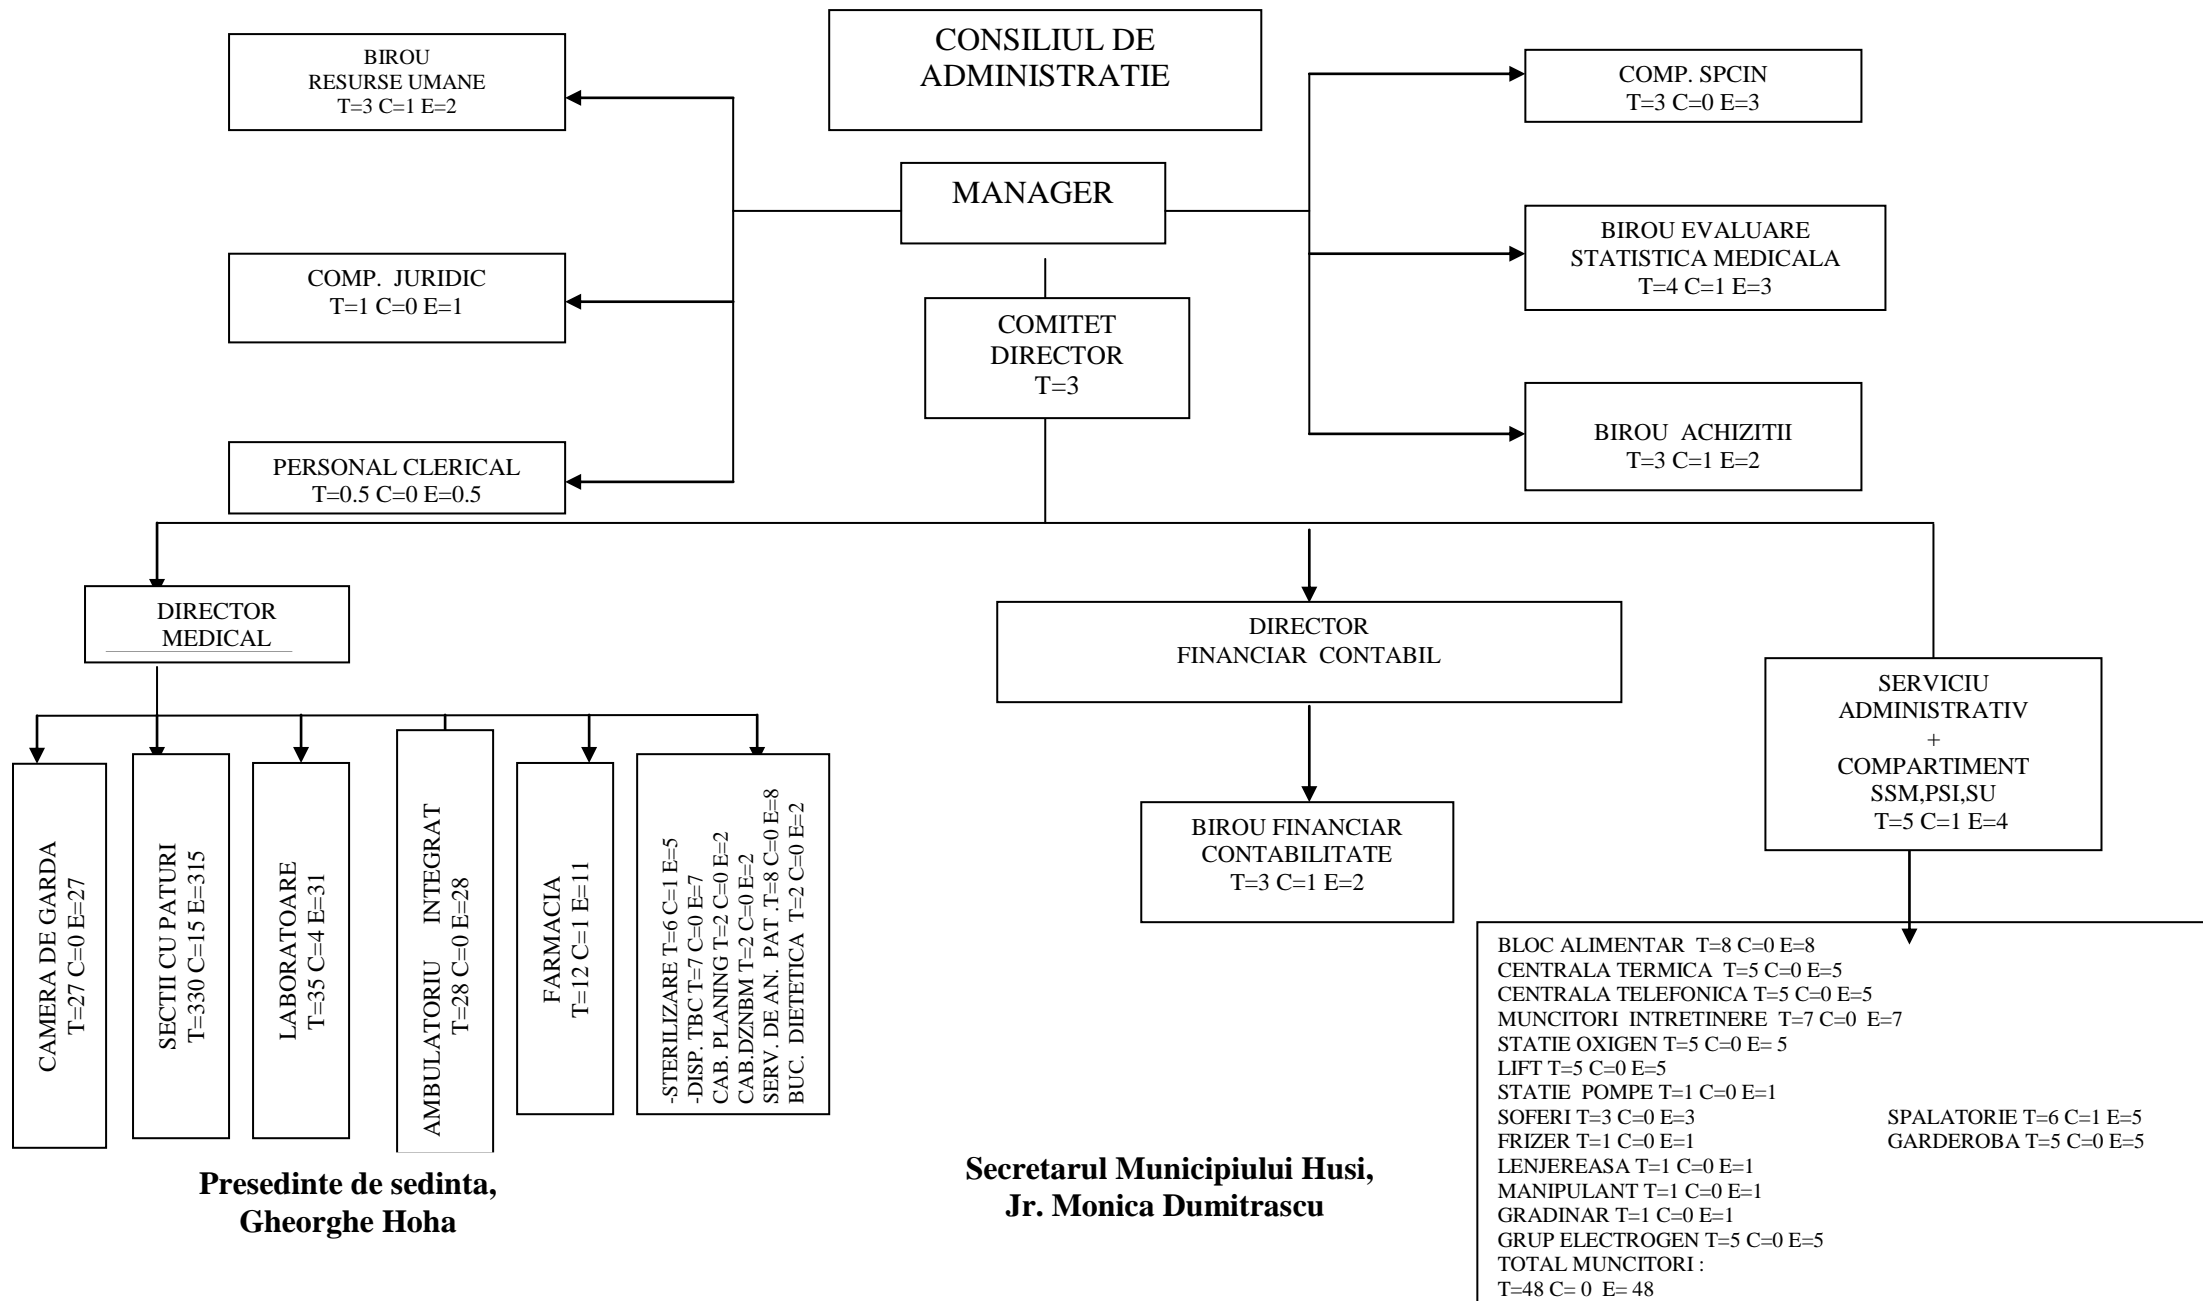 CONSILIUL DE
ADMINISTRATIE
BIROU
RESURSE UMANE
T=3 C=1 E=2
COMP. SPCIN
T=3 C=0 E=3
MANAGER
BIROU EVALUARE
STATISTICA MEDICALA
T=4 C=1 E=3
COMP. JURIDIC
T=1 C=0 E=1
COMITET
DIRECTOR
T=3
BIROU ACHIZITII
T=3 C=1 E=2
PERSONAL CLERICAL
T=0.5 C=0 E=0.5
DIRECTOR
MEDICAL
DIRECTOR
FINANCIAR CONTABIL
SERVICIU
ADMINISTRATIV
+
COMPARTIMENT
SSM,PSI,SU
T=5 C=1 E=4
CAMERA DE GARDA
T=27 C=0 E=27
SECTII CU PATURI
T=330 C=15 E=315
LABORATOARE
T=35 C=4 E=31
AMBULATORIU INTEGRAT
T=28 C=0 E=28
FARMACIA
T=12 C=1 E=11
-STERILIZARE T=6 C=1 E=5
-DISP. TBC T=7 C=0 E=7
CAB. PLANING T=2 C=0 E=2
CAB.DZNBM T=2 C=0 E=2
SERV. DE AN. PAT .T=8 C=0 E=8
BUC. DIETETICA T=2 C=0 E=2
BIROU FINANCIAR
CONTABILITATE
T=3 C=1 E=2
BLOC ALIMENTAR T=8 C=0 E=8
CENTRALA TERMICA T=5 C=0 E=5
CENTRALA TELEFONICA T=5 C=0 E=5
MUNCITORI INTRETINERE T=7 C=0 E=7
STATIE OXIGEN T=5 C=0 E= 5
LIFT T=5 C=0 E=5
STATIE POMPE T=1 C=0 E=1
SOFERI T=3 C=0 E=3 SPALATORIE T=6 C=1 E=5
FRIZER T=1 C=0 E=1 GARDEROBA T=5 C=0 E=5
LENJEREASA T=1 C=0 E=1
MANIPULANT T=1 C=0 E=1
GRADINAR T=1 C=0 E=1
GRUP ELECTROGEN T=5 C=0 E=5
TOTAL MUNCITORI :
T=48 C= 0 E= 48
Presedinte de sedinta,
Gheorghe Hoha
Secretarul Municipiului Husi,
Jr. Monica Dumitrascu